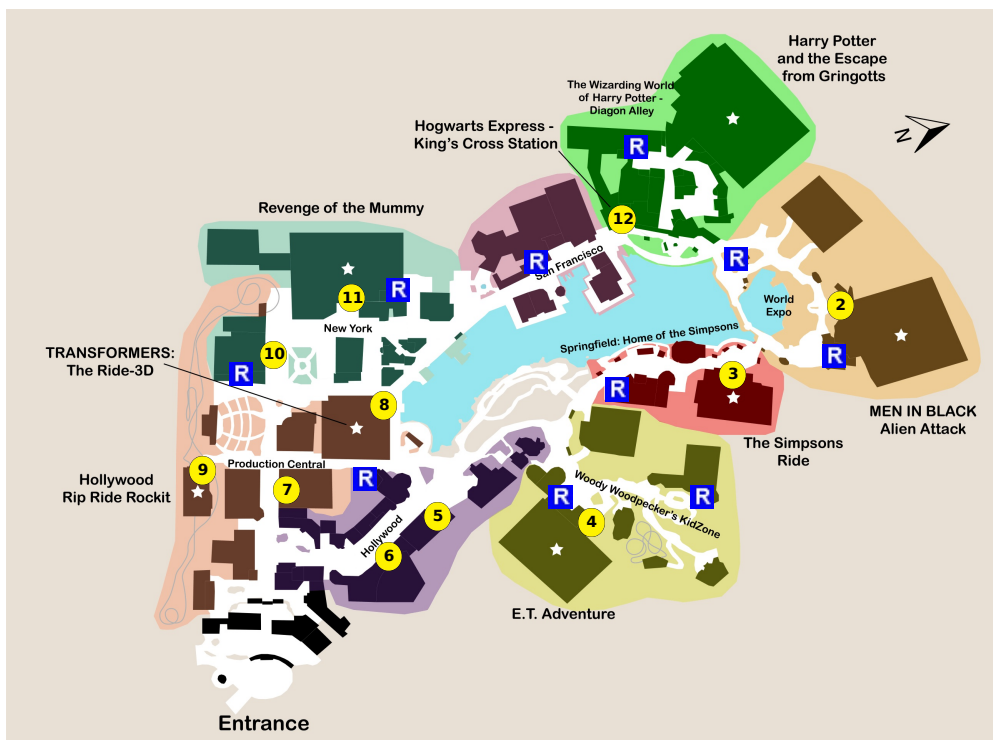 Harry Potter
and the Escape
from Gringotts
The Wizarding World
of Harry Potter -
Diagon Alley
Hogwarts Express -
King's Cross Station
N
R
12
Revenge of the Mummy
San Francisco
R
R
World
Expo
2
11
R
New York
Springfield: Home of the Simpsons
10
TRANSFORMERS:
The Ride-3D
R
8
3
R
R
MEN IN BLACK
Alien Attack
The Simpsons
Ride
Production Central
9
Hollywood
Rip Ride Rockit
7
R
Woody Woodpecker's KidZone
R
R
5
4
Hollywood
6
E.T. Adventure
Entrance